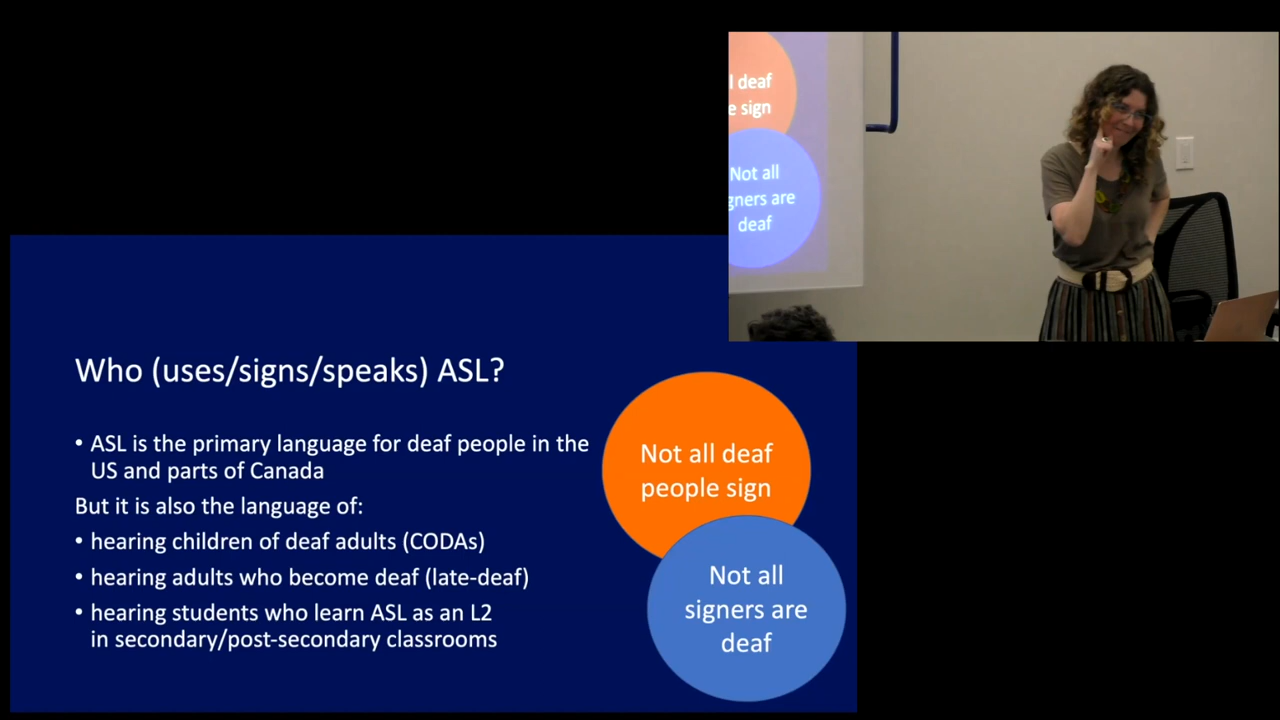 l deaf
e sign
Not all
gners are
deaf
Who (uses/signs/speaks) ASL?
• ASL is the primary language for deaf people in the
US and parts of Canada
But it is also the language of:
• hearing children of deaf adults (CODAs)
• hearing adults who become deaf (late-deaf)
• hearing students who learn ASL as an L2
in secondary/post-secondary classrooms
Not all deaf
people sign
Not all
signers are
deaf